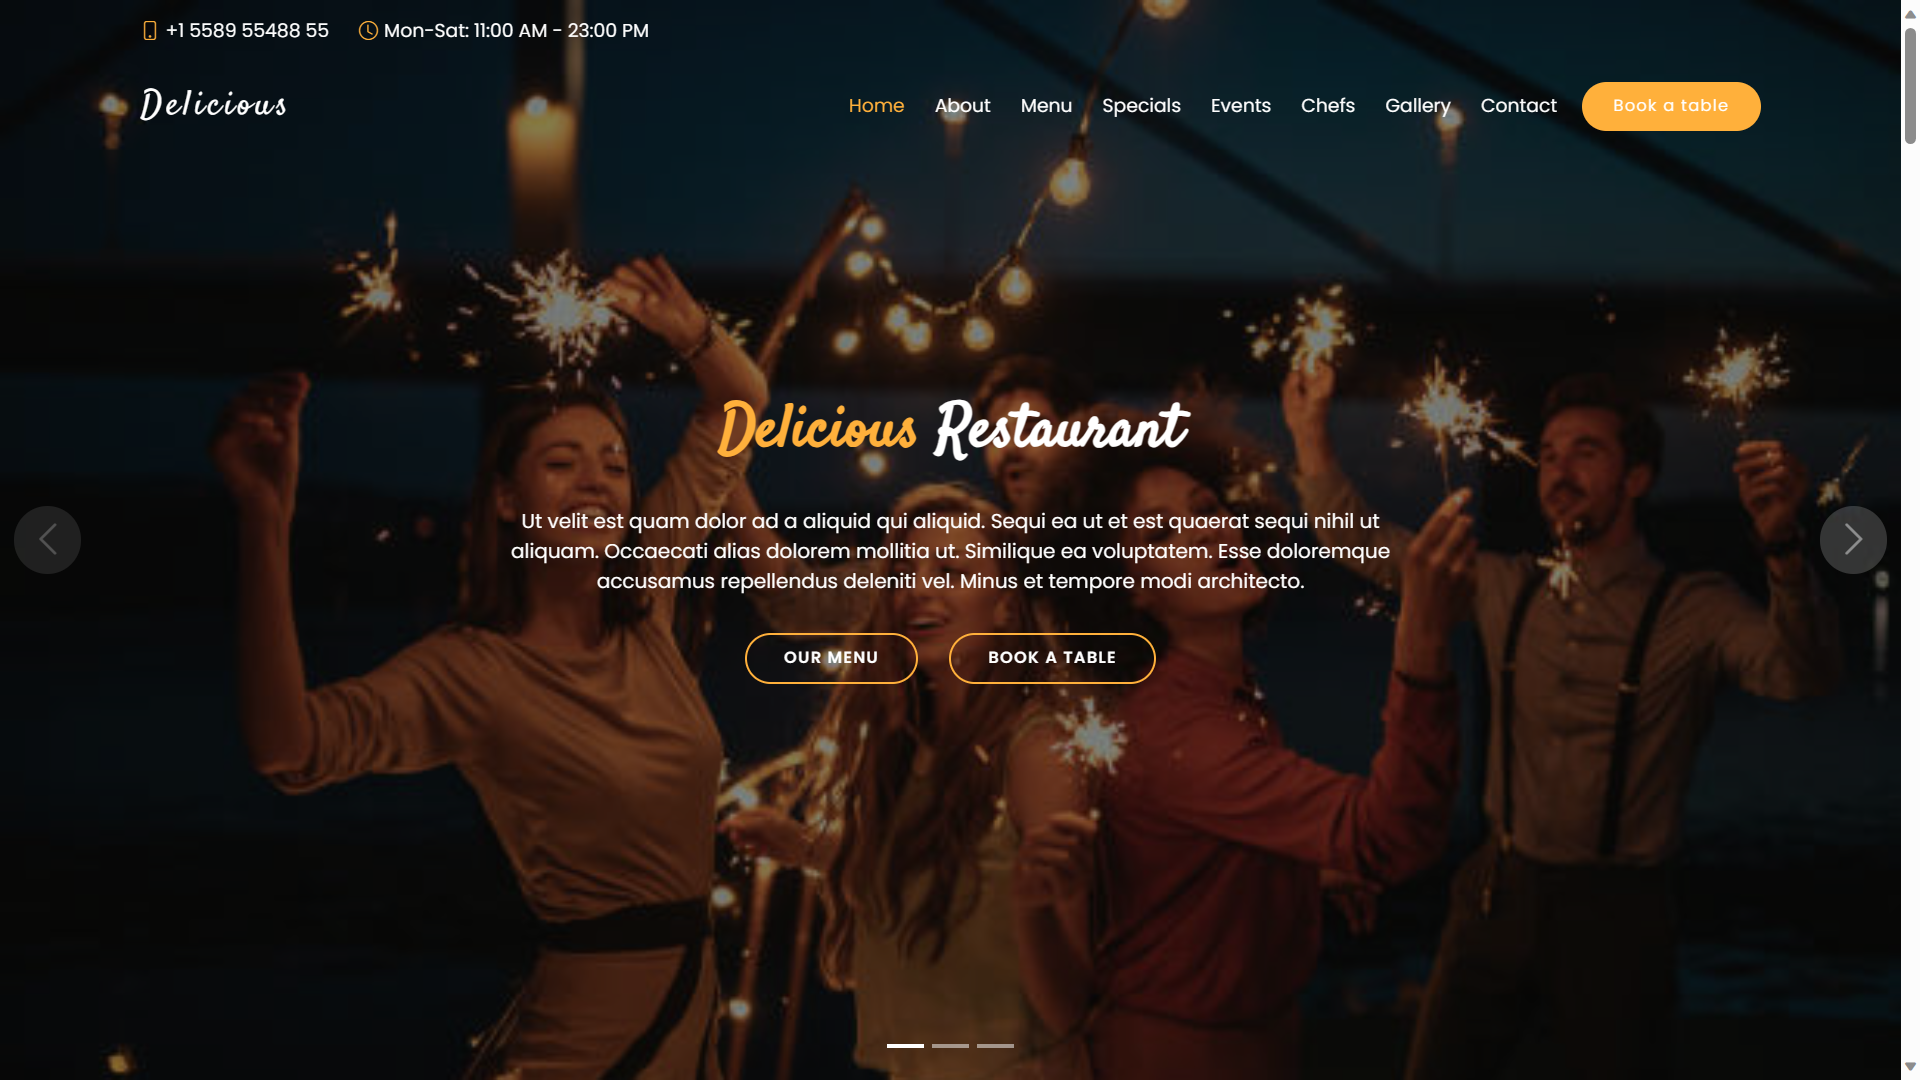 +1 5589 55488 55 Mon-Sat: 11:00 AM - 23:00 PM
Delicious
Home About Menu Specials Events Chefs Gallery Contact Book a table
Delicious Restaurant
Ut velit est quam dolor ad a aliquid qui aliquid. Sequi ea ut et est quaerat sequi nihil ut
aliquam. Occaecati alias dolorem mollitia ut. Similique ea voluptatem. Esse doloremque
accusamus repellendus deleniti vel. Minus et tempore modi architecto.
OUR MENU BOOK A TABLE